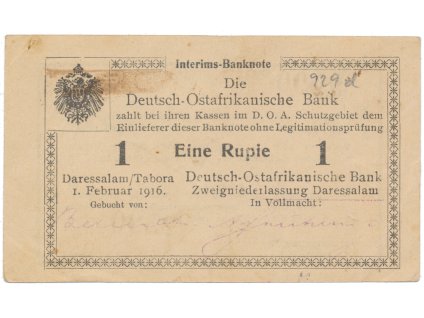 Interims-Banknote
929 d
Die
Deutsch-Ostafrikanische Bank
zahlt bei ihren Kassen im D. O. A. Schutzgebiet dem
Einlieferer dieser Banknote ohne Legitimationsprüfung
1 Eine Rupie 1
Daressalam/Tabora
1. Februar 1916.
Gebucht von:
Deutsch-Ostafrikanische Bank
Zweigniederlassung Daressalam
In Vollmacht: